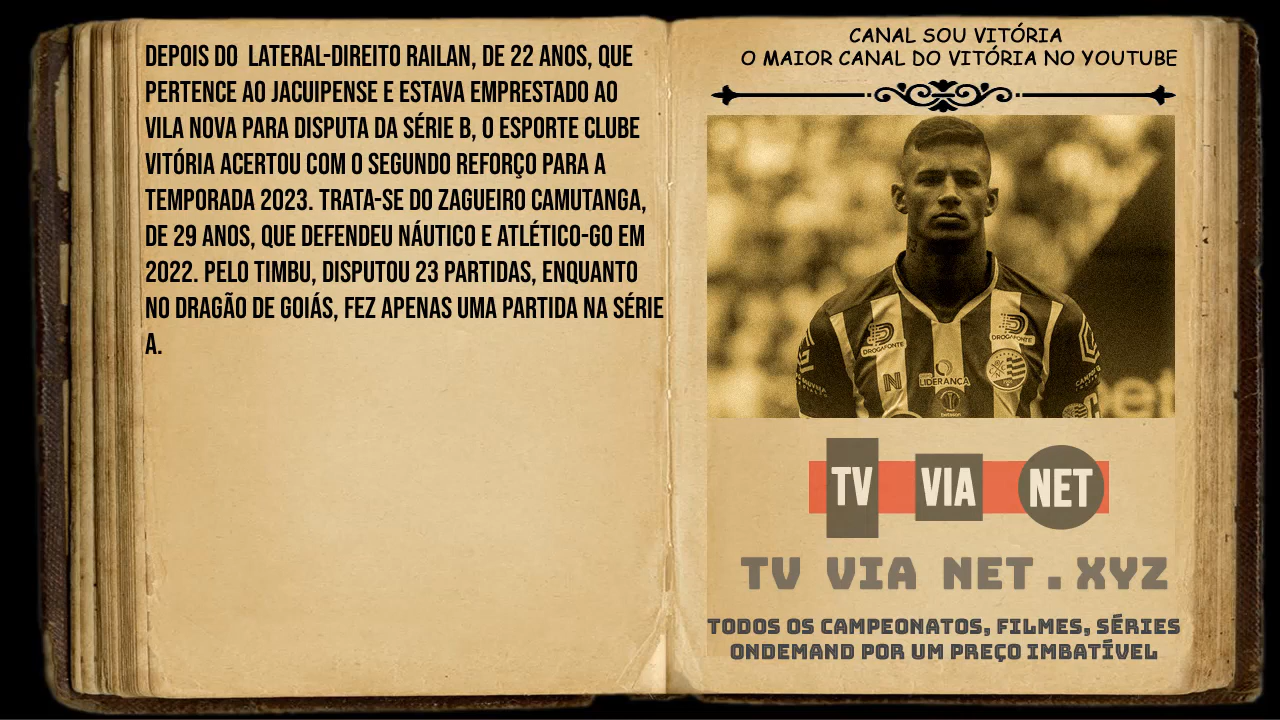 DEPOIS DO LATERAL-DIREITO RAILAN, DE 22 ANOS, QUE
PERTENCE AO JACUIPENSE E ESTAVA EMPRESTADO AO
VILA NOVA PARA DISPUTA DA SÉRIE B, O ESPORTE CLUBE
VITÓRIA ACERTOU COM O SEGUNDO REFORÇO PARA A
TEMPORADA 2023. TRATA-SE DO ZAGUEIRO CAMUTANGA,
DE 29 ANOS, QUE DEFENDEU NÁUTICO E ATLÉTICO-GO EM
2022. PELO TIMBU, DISPUTOU 23 PARTIDAS, ENQUANTO
NO DRAGÃO DE GOIÁS, FEZ APENAS UMA PARTIDA NA SÉRIE
A.
CANAL SOU VITÓRIA
O MAIOR CANAL DO VITÓRIA NO YOUTUBE
DROGAFONTE
DROGAFONTE
N
LIDERANÇA
TV VIA NET
TV VIA NET . XYZ
TODOS OS CAMPEONATOS, FILMES, SÉRIES
ONDEMAND POR UM PREÇO IMBATÍVEL